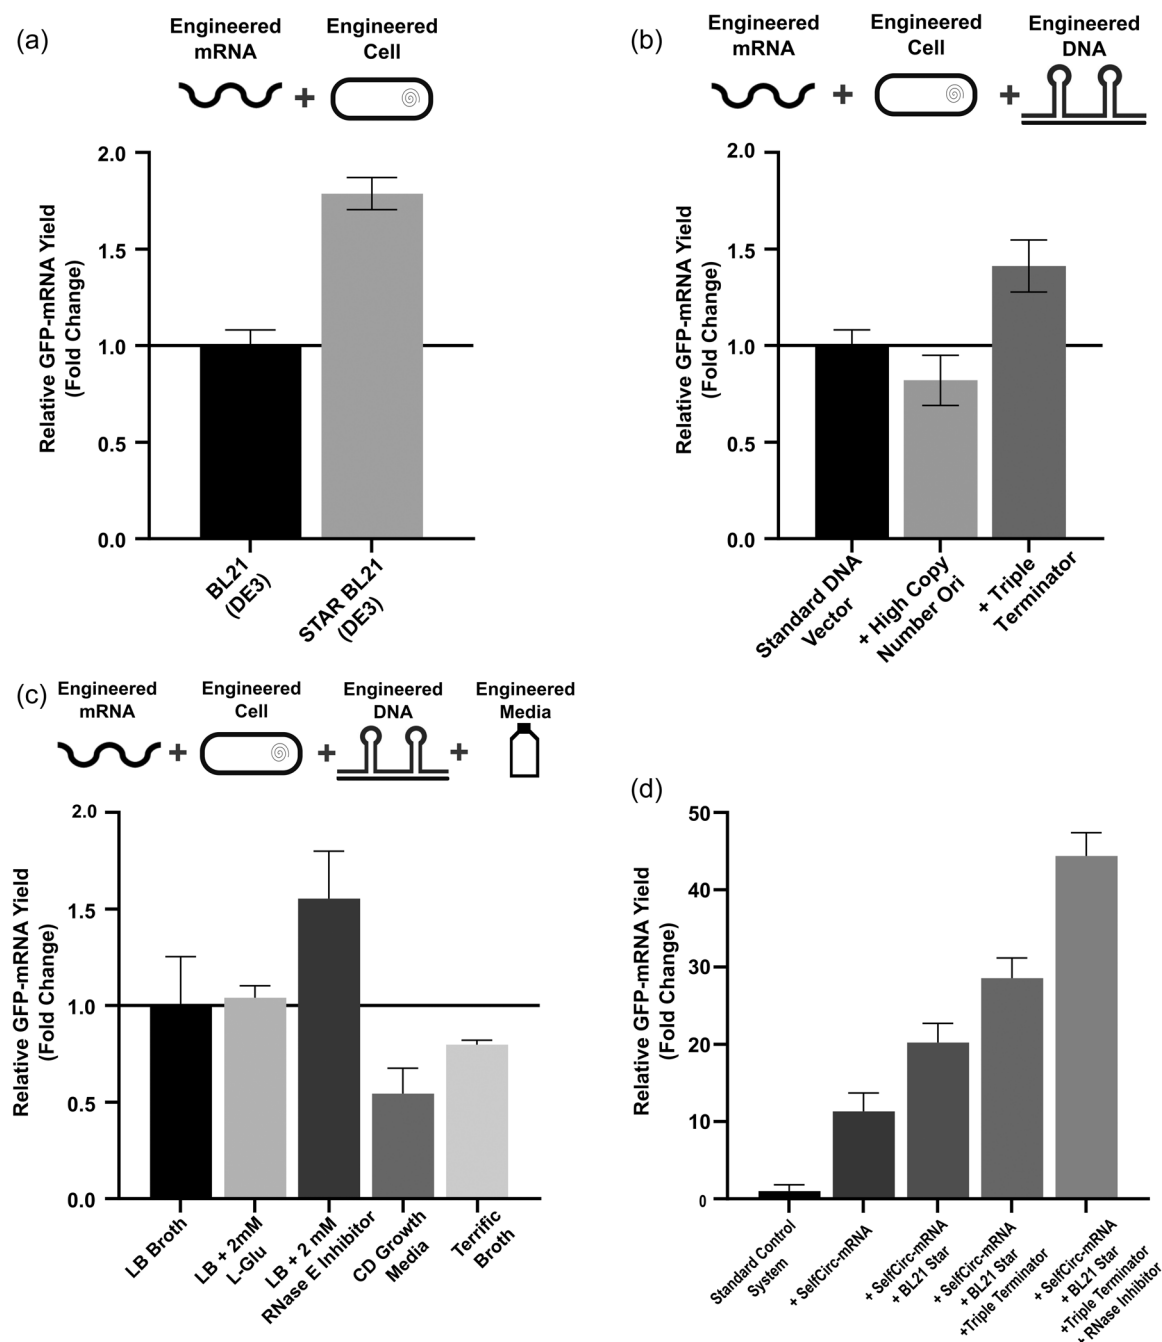 (a)
Engineered
mRNA
+
Engineered
Cell
Relative GFP-mRNA Yield
(Fold Change)
2.0
1.5
1.0
0.5
0.0
BL21
(DE3)
STAR BL21
(DE3)
(b)
Engineered
mRNA
+
Engineered
Cell
+
Engineered
DNA
Relative GFP-mRNA Yield
(Fold Change)
2.0
1.5
1.0
0.5
0.0
Standard DNA
Vector
+ High Copy
Number Ori
+ Triple
Terminator
(c)
Engineered
mRNA
+
Engineered
Cell
+
Engineered
DNA
+
Engineered
Media
Relative GFP-mRNA Yield
(Fold Change)
2.0
1.5
1.0
0.5
0.0
LB Broth
LB + 2mM
L-Glu
LB + 2 mM
RNase E Inhibitor
CD Growth
Media
Terrific
Broth
(d)
Relative GFP-mRNA Yield
(Fold Change)
50
40
30
20
10
0
Standard Control
System
+ SelfCirc-mRNA
+ SelfCirc-mRNA
+ BL21 Star
+ SelfCirc-mRNA
+ BL21 Star
+Triple Terminator
+ SelfCirc-mRNA
+ BL21 Star
+Triple Terminator
+ RNase Inhibitor